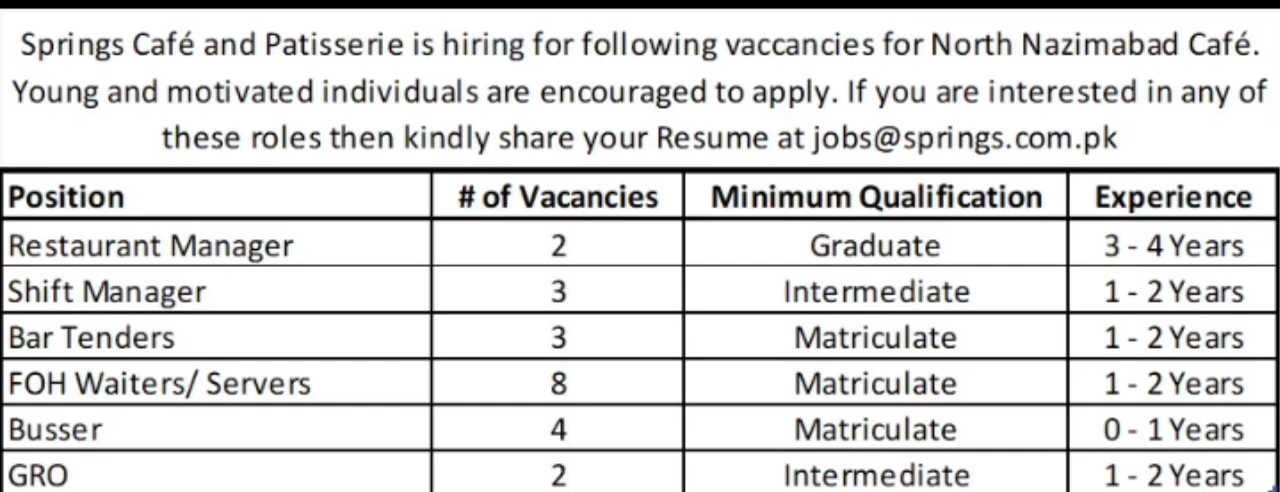 Springs Café and Patisserie is hiring for following vaccancies for North Nazimabad Café.
Young and motivated individuals are encouraged to apply. If you are interested in any of
these roles then kindly share your Resume at jobs@springs.com.pk
Position # of Vacancies Minimum Qualification Experience
Restaurant Manager 2 Graduate 3 - 4 Years
Shift Manager 3 Intermediate 1 - 2 Years
Bar Tenders 3 Matriculate 1 - 2 Years
FOH Waiters/ Servers 8 Matriculate 1 - 2 Years
Busser 4 Matriculate 0 - 1 Years
GRO 2 Intermediate 1 - 2 Years